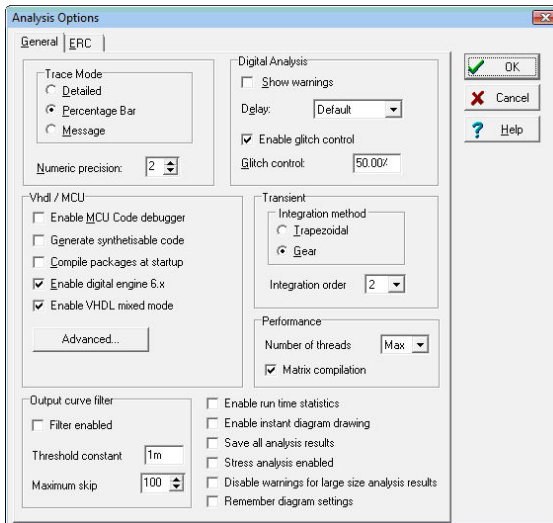 Analysis Options
General
ERC
Trace Mode
Detailed
Percentage Bar
Message
Numeric precision: 2
Digital Analysis
Show warnings
Delay: Default
Enable glitch control
Glitch control: 50.00%
OK
Cancel
Help
Vhdl / MCU
Enable MCU Code debugger
Generate synthetisable code
Compile packages at startup
Enable digital engine 6.x
Enable VHDL mixed mode
Advanced...
Transient
Integration method
Trapezoidal
Gear
Integration order 2
Performance
Number of threads Max
Matrix compilation
Output curve filter
Filter enabled
Threshold constant 1m
Maximum skip 100
Enable run time statistics
Enable instant diagram drawing
Save all analysis results
Stress analysis enabled
Disable warnings for large size analysis results
Remember diagram settings